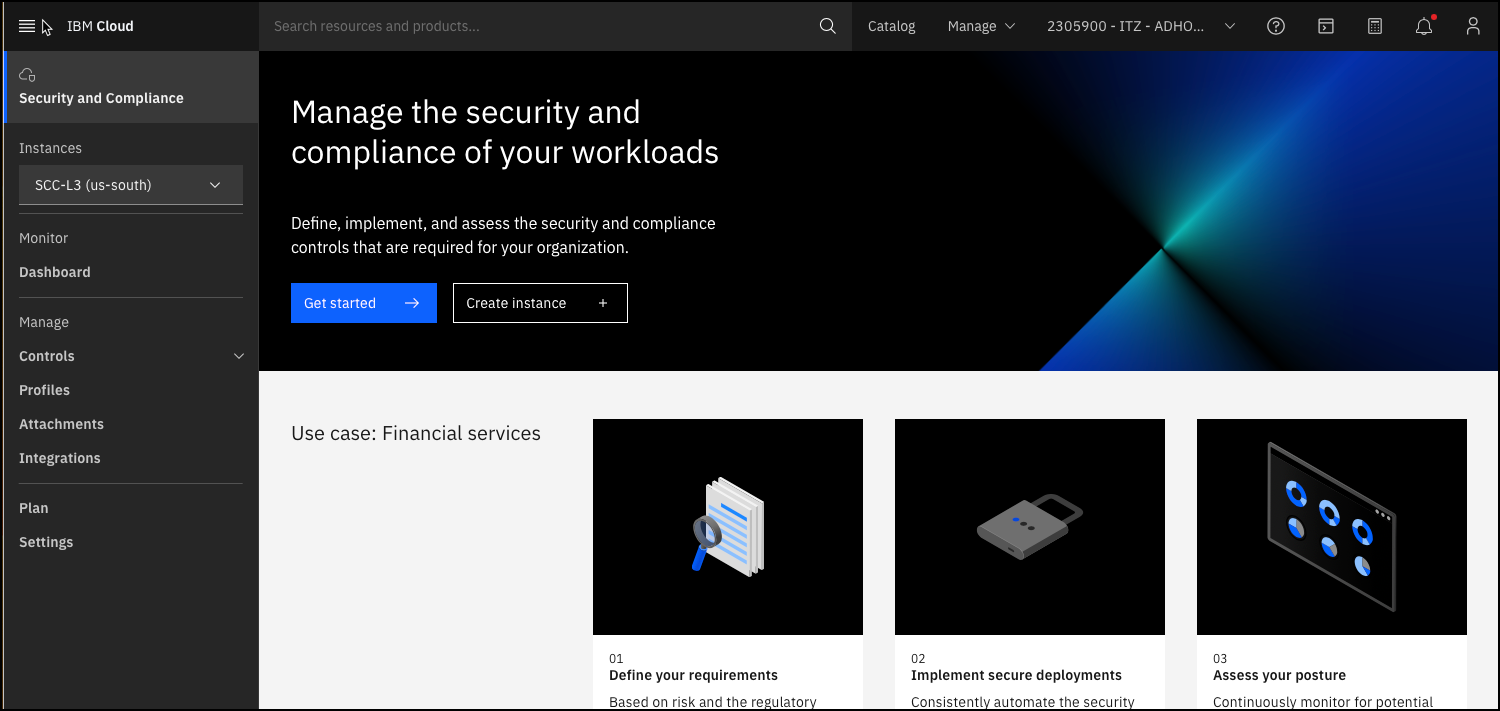 IBM Cloud
Search resources and products...
Catalog
Manage
2305900 - ITZ - ADHO...
Security and Compliance
Instances
SCC-L3 (us-south)
Monitor
Dashboard
Manage
Controls
Profiles
Attachments
Integrations
Plan
Settings
Manage the security and
compliance of your workloads
Define, implement, and assess the security and compliance
controls that are required for your organization.
Get started
Create instance
Use case: Financial services
01
Define your requirements
Based on risk and the regulatory
02
Implement secure deployments
Consistently automate the security
03
Assess your posture
Continuously monitor for potential